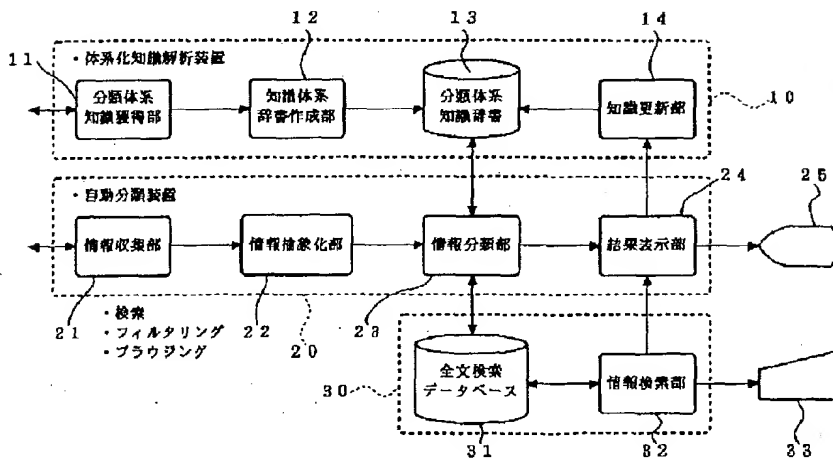 11
12
13
14
・体系化知識解析装置
分類体系
知識獲得部
知識体系
辞書作成部
分類体系
知識辞書
知識更新部
10
・自動分類装置
24
25
情報収集部
情報抽象化部
情報分類部
結果表示部
21
・検索
・フィルタリング
・ブラウジング
22
20
23
30
全文検索
データベース
情報検索部
31
32
33